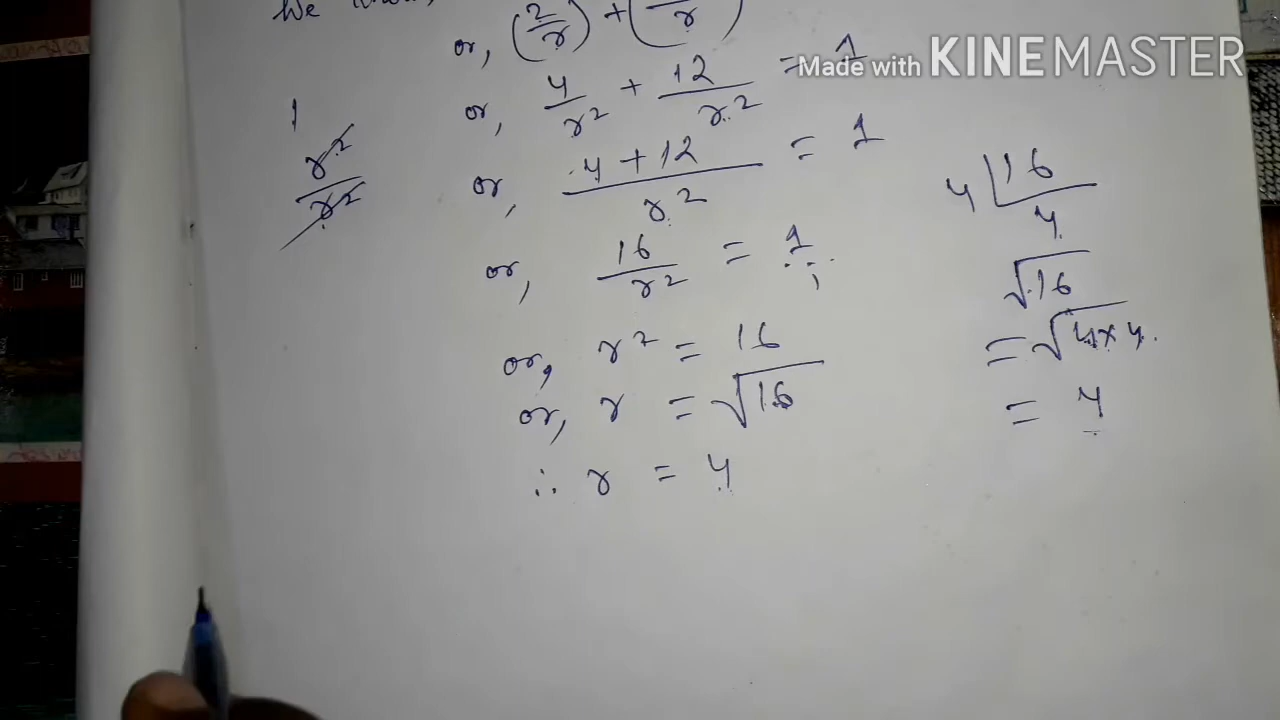 We know,
or, (2/r) + ( /r)
or, 4/r² + 12/r² = 1
or, 4 + 12/r² = 1
or, 16/r² = 1
or, r² = 16
or, r = √16
∴ r = 4
1
r²/r²
4 | 16
4
√16
= √4×4
= 4
Made with KINEMASTER